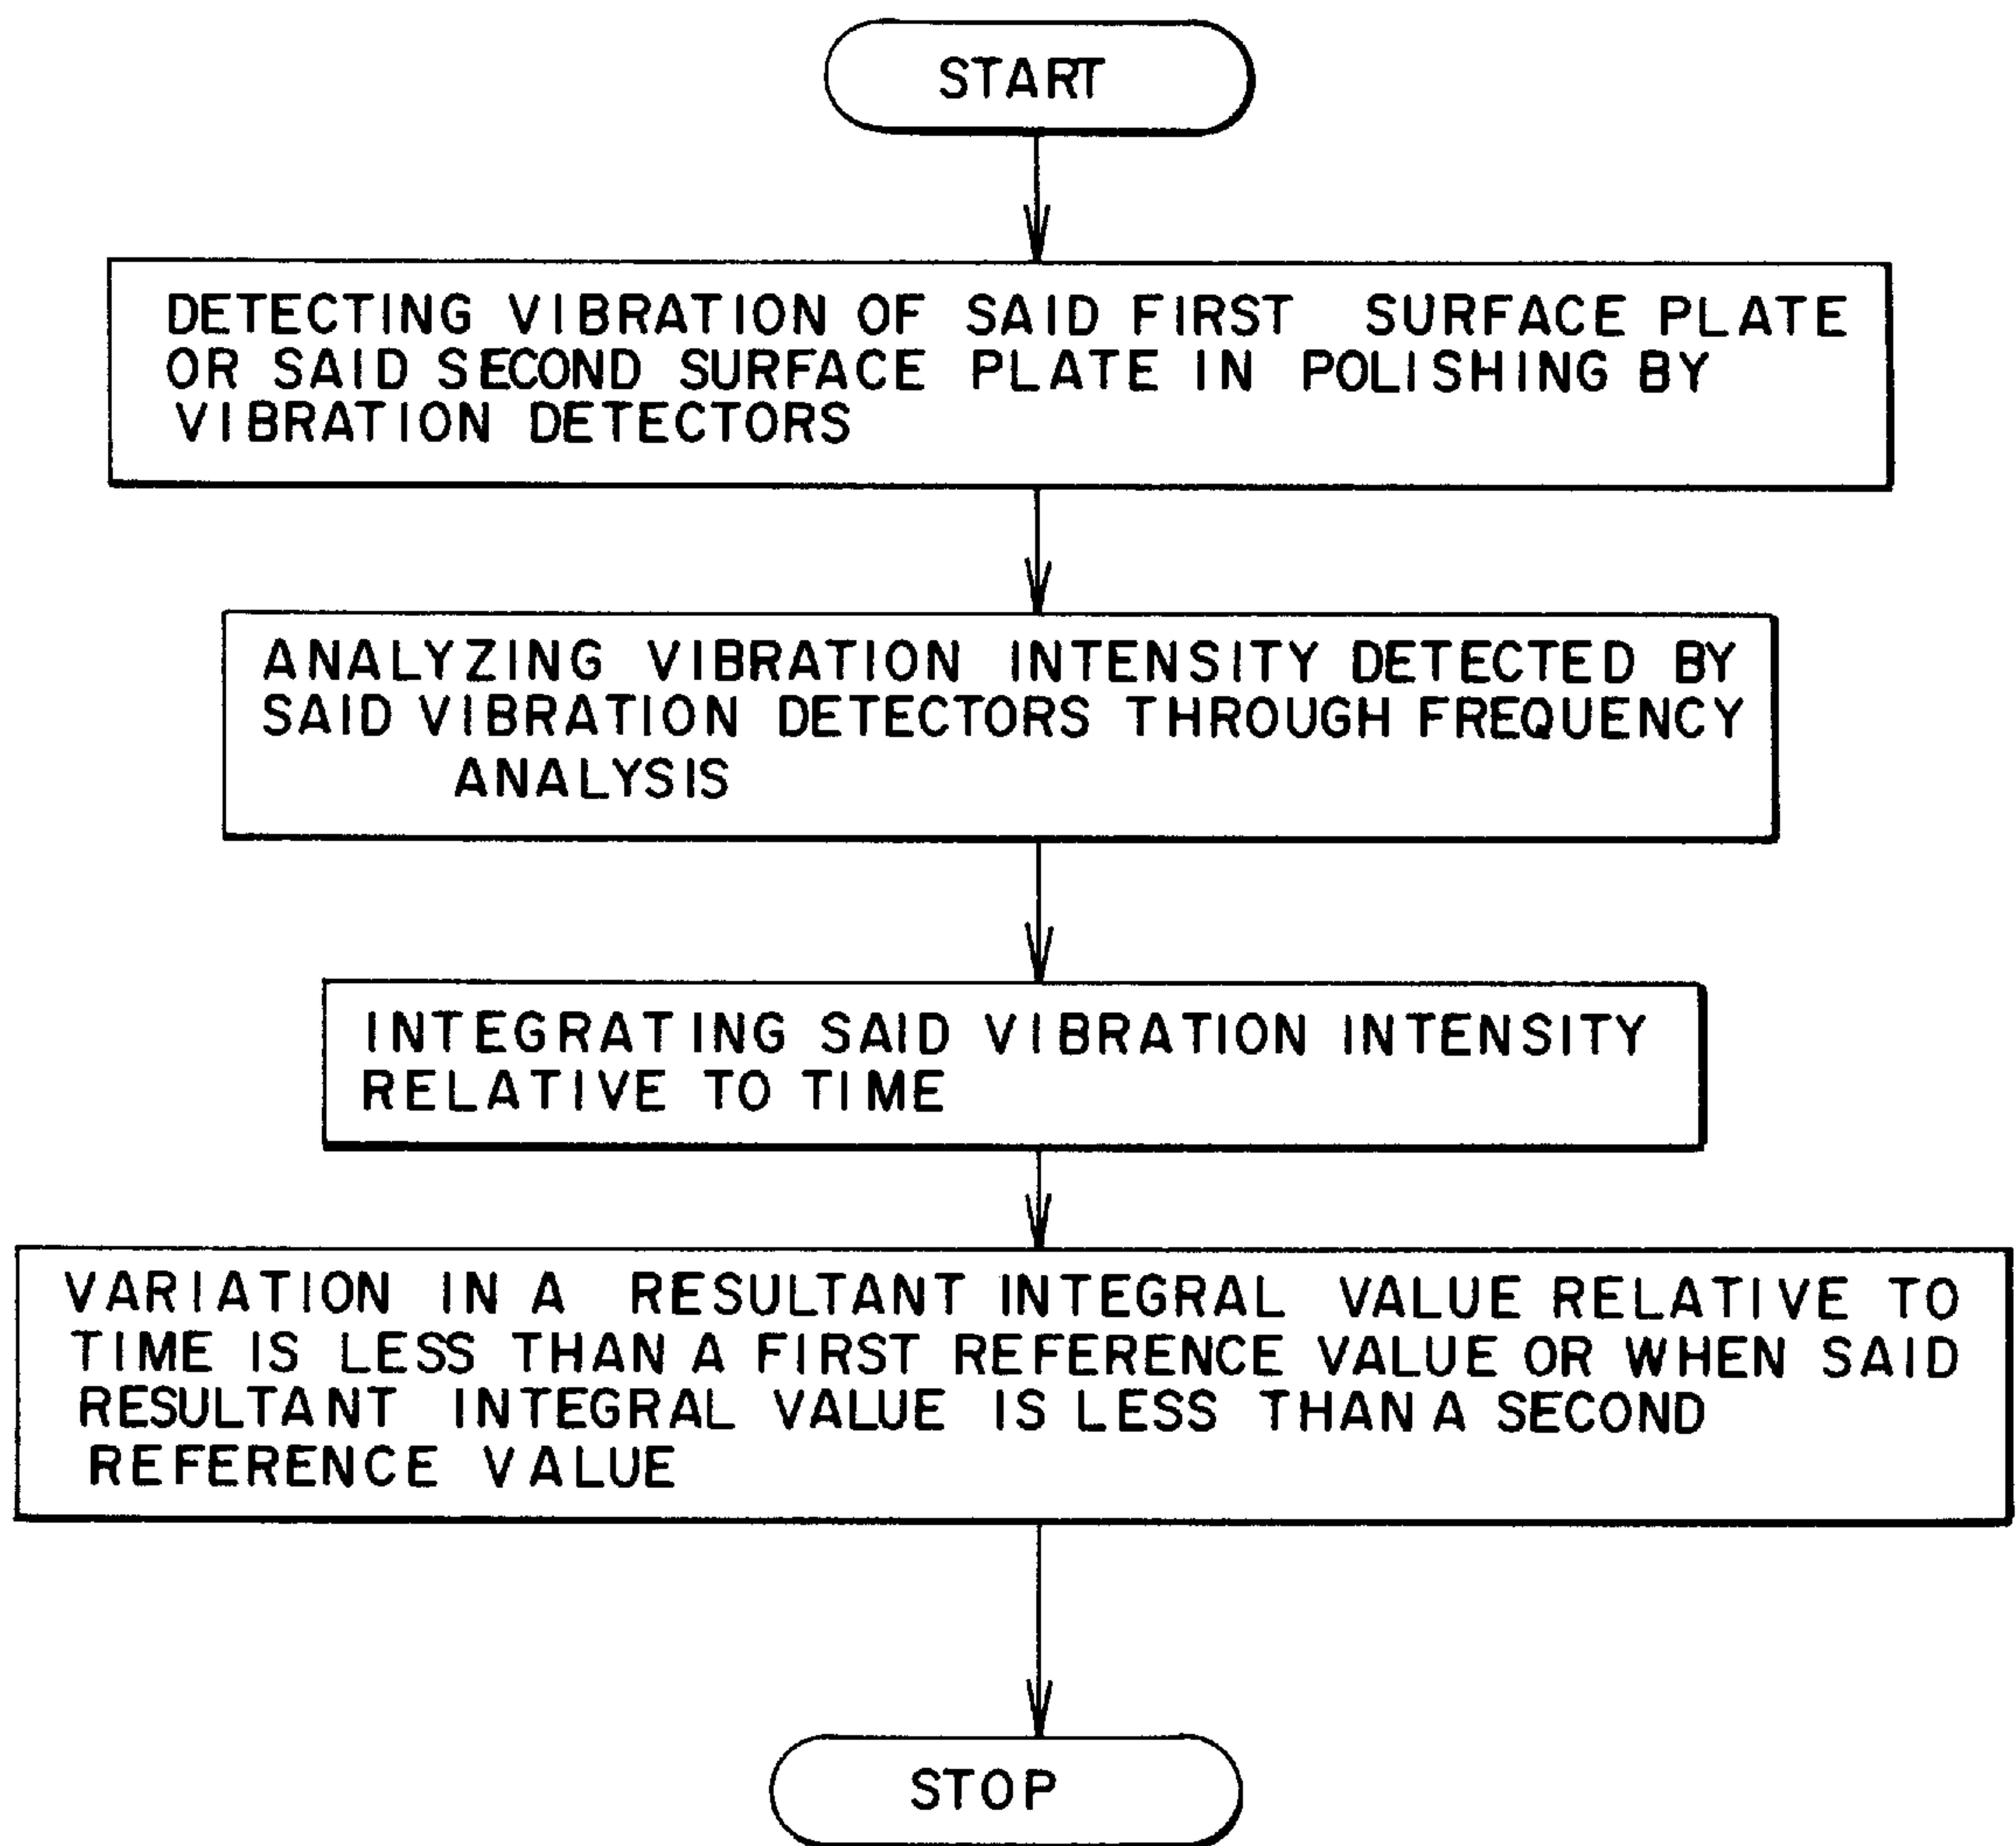 START
DETECTING VIBRATION OF SAID FIRST SURFACE PLATE
OR SAID SECOND SURFACE PLATE IN POLISHING BY
VIBRATION DETECTORS
ANALYZING VIBRATION INTENSITY DETECTED BY
SAID VIBRATION DETECTORS THROUGH FREQUENCY
ANALYSIS
INTEGRATING SAID VIBRATION INTENSITY
RELATIVE TO TIME
VARIATION IN A RESULTANT INTEGRAL VALUE RELATIVE TO
TIME IS LESS THAN A FIRST REFERENCE VALUE OR WHEN SAID
RESULTANT INTEGRAL VALUE IS LESS THAN A SECOND
REFERENCE VALUE
STOP